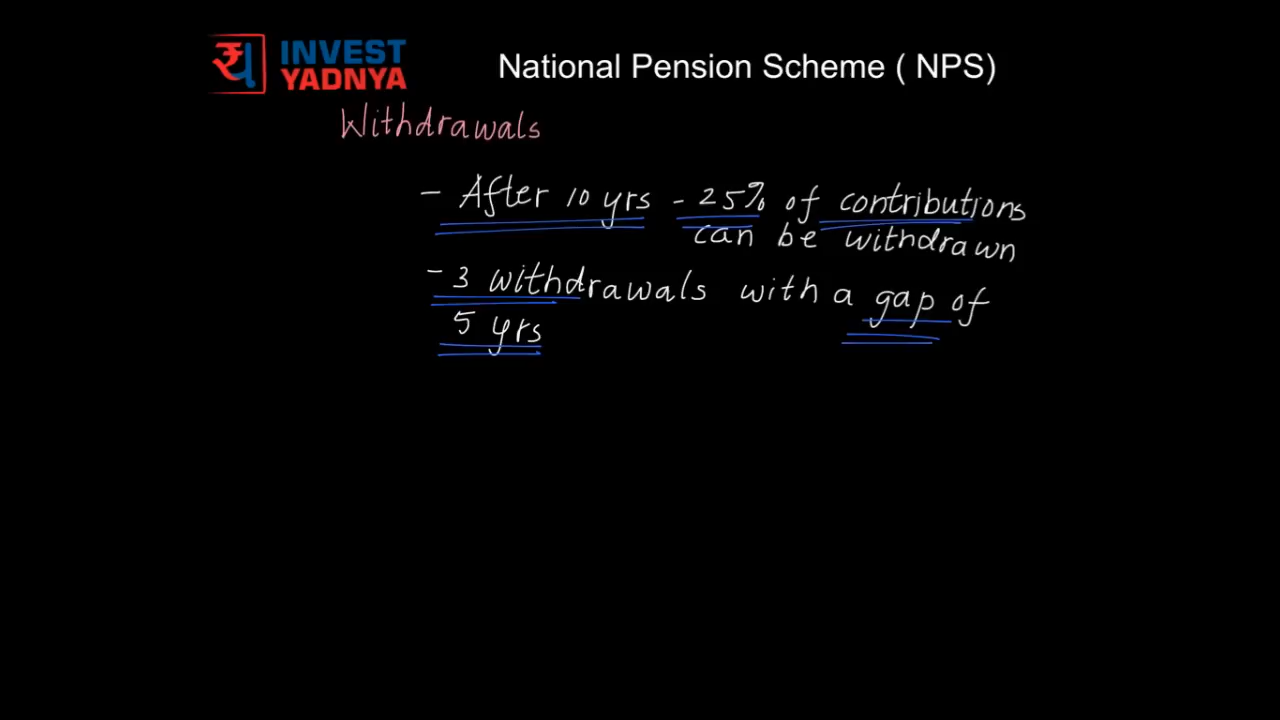 INVEST
YADNYA
National Pension Scheme ( NPS)
Withdrawals
- After 10 yrs - 25% of contributions
can be withdrawn
- 3 withdrawals with a gap of
5 yrs